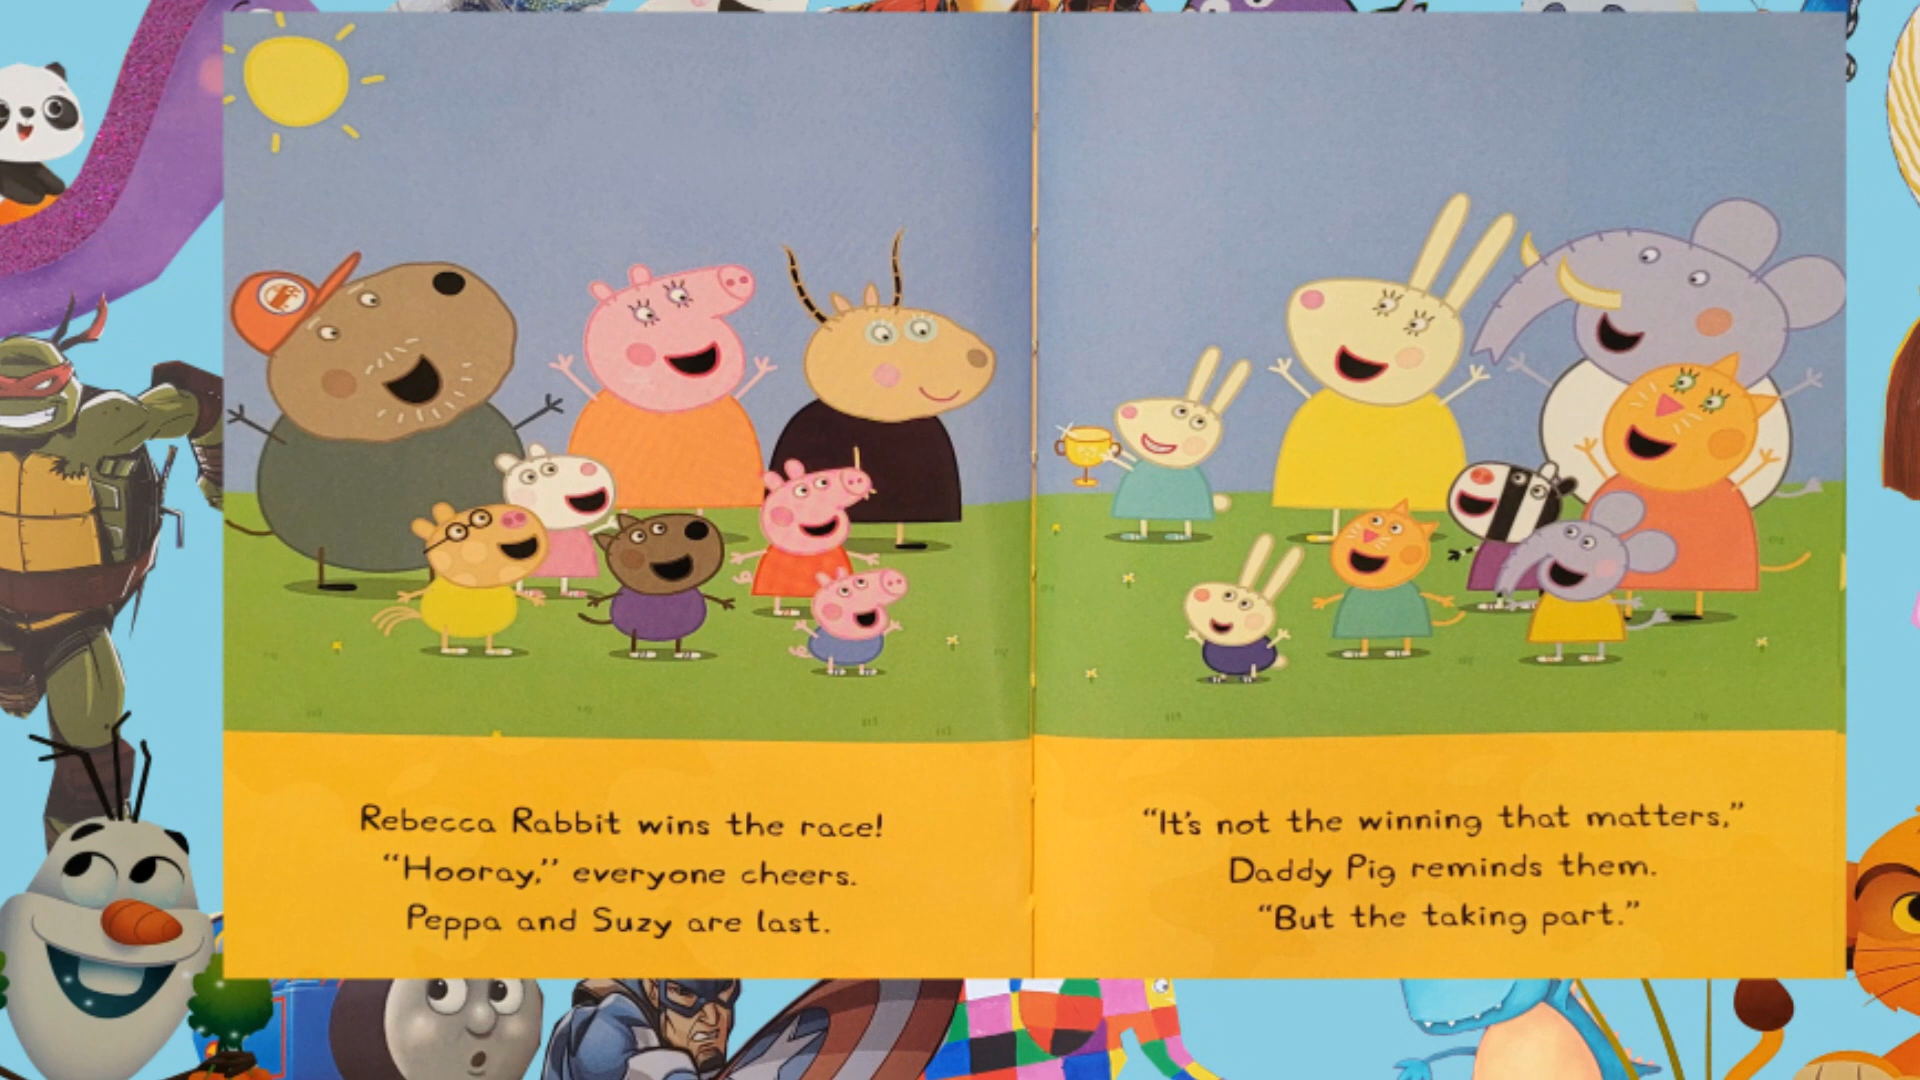 Rebecca Rabbit wins the race!
“Hooray,” everyone cheers.
Peppa and Suzy are last.
“It's not the winning that matters,”
Daddy Pig reminds them.
“But the taking part.”